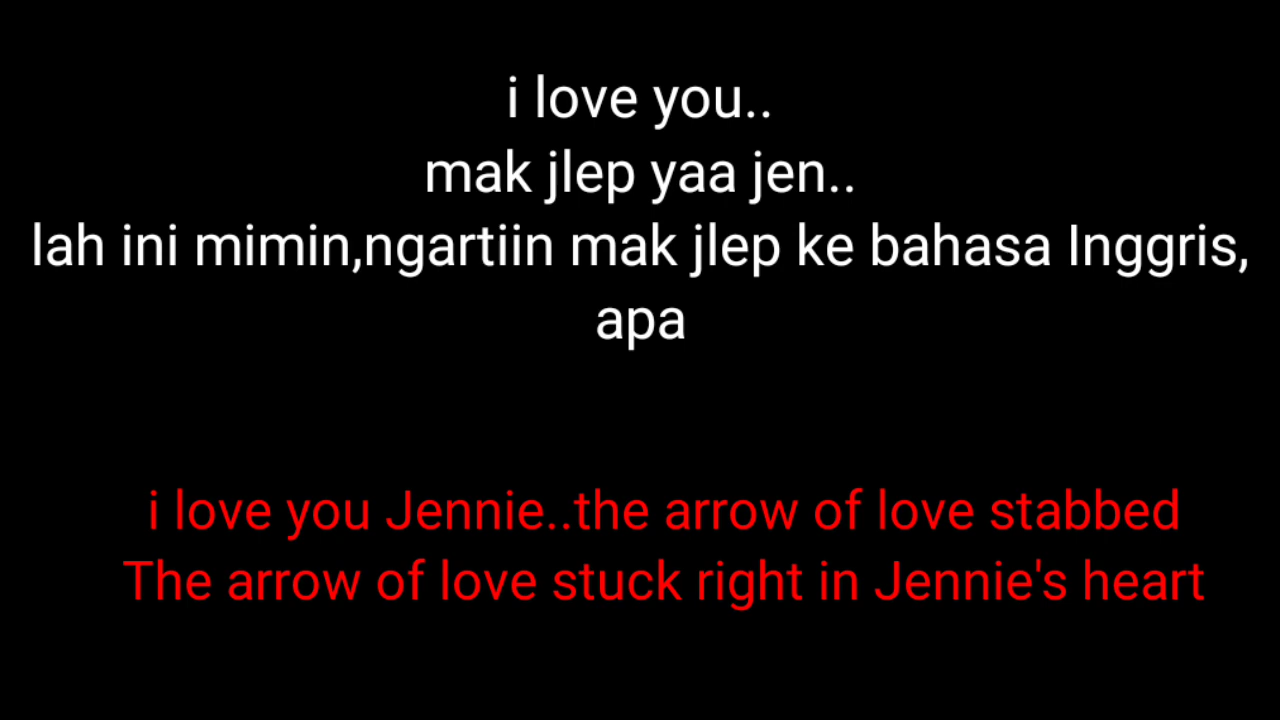 i love you..
mak jlep yaa jen..
lah ini mimin,ngartiin mak jlep ke bahasa Inggris,
apa
i love you Jennie..the arrow of love stabbed
The arrow of love stuck right in Jennie's heart